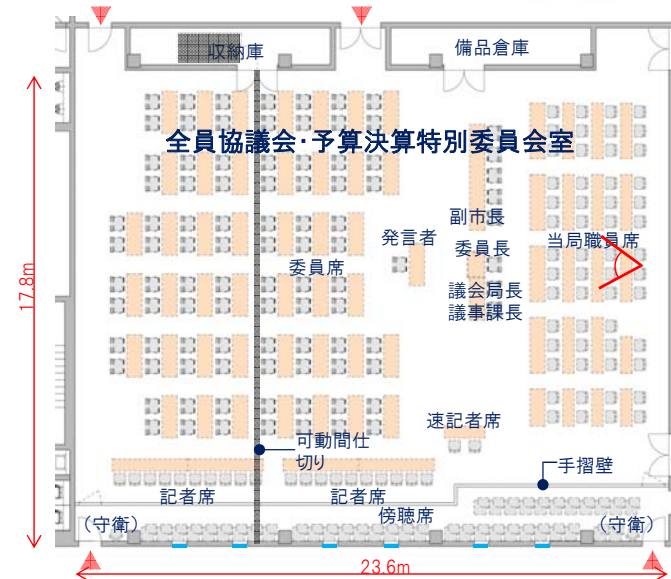 収納庫
備品倉庫
全員協議会・予算決算特別委員会室
副市長
発言者
委員長
当局職員席
委員席
議会局長
議事課長
17.8m
速記者席
可動間仕
切り
手摺壁
記者席
記者席
傍聴席
（守衛）
（守衛）
23.6m